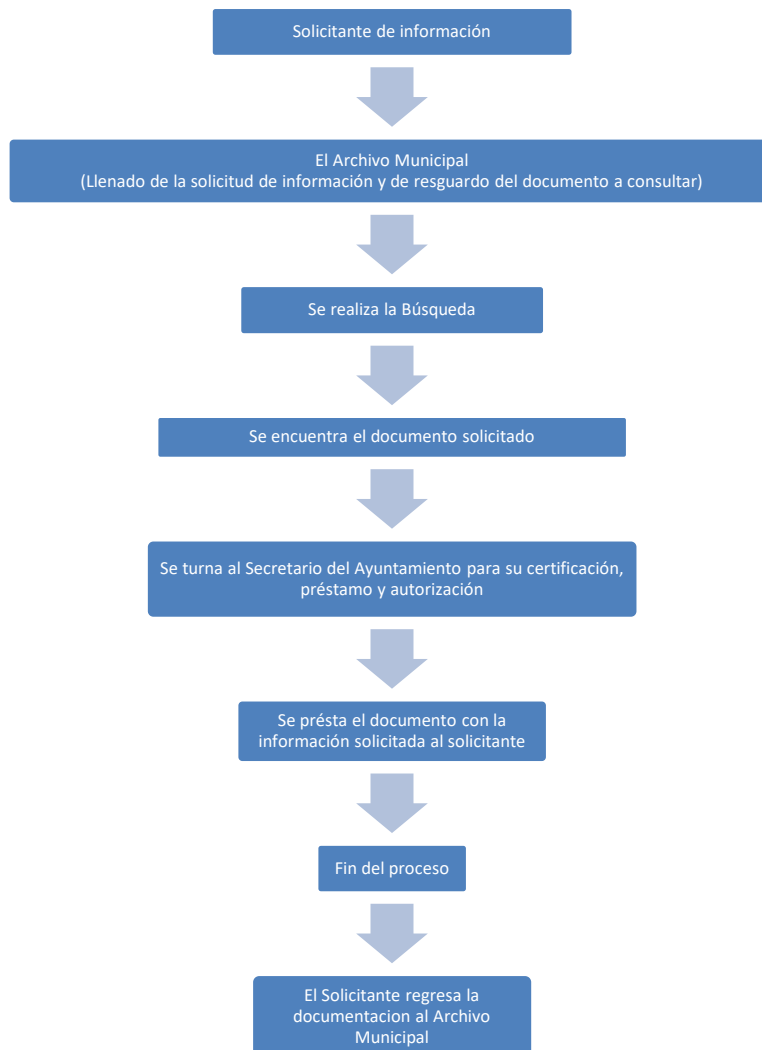 Solicitante de información
El Archivo Municipal
(Llenado de la solicitud de información y de resguardo del documento a consultar)
Se realiza la Búsqueda
Se encuentra el documento solicitado
Se turna al Secretario del Ayuntamiento para su certificación,
préstamo y autorización
Se présta el documento con la
información solicitada al solicitante
Fin del proceso
El Solicitante regresa la
documentacion al Archivo
Municipal